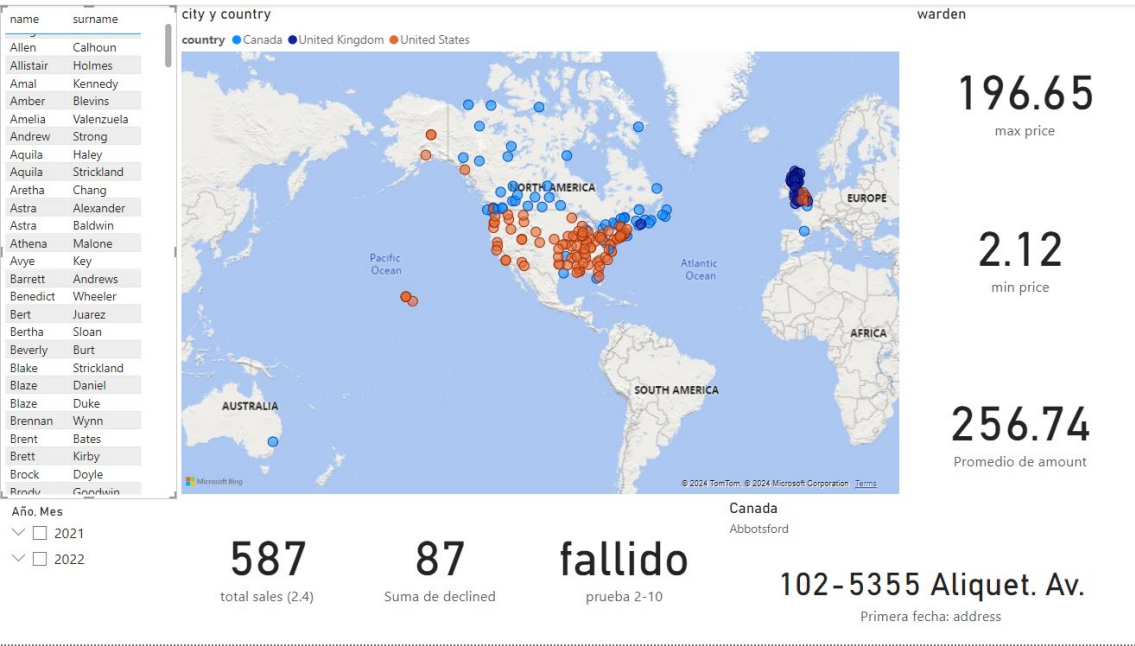 name surname
Allen Calhoun
Allistair Holmes
Amal Kennedy
Amber Blevins
Amelia Valenzuela
Andrew Strong
Aquila Haley
Aquila Strickland
Aretha Chang
Astra Alexander
Astra Baldwin
Athena Malone
Avye Key
Barrett Andrews
Benedict Wheeler
Bert Juarez
Bertha Sloan
Beverly Burt
Blake Strickland
Blaze Daniel
Blaze Duke
Brennan Wynn
Brent Bates
Brett Kirby
Brock Doyle
Brody Goodwin
Año, Mes
2021
2022
city y country
country Canada United Kingdom United States
NORTH AMERICA
EUROPE
Pacific
Ocean
Atlantic
Ocean
AFRICA
SOUTH AMERICA
AUSTRALIA
Microsoft Bing
© 2024 TomTom, © 2024 Microsoft Corporation Terms
warden
196.65
max price
2.12
min price
256.74
Promedio de amount
587
total sales (2.4)
87
Suma de declined
fallido
prueba 2-10
Canada
Abbotsford
102-5355 Aliquet. Av.
Primera fecha: address